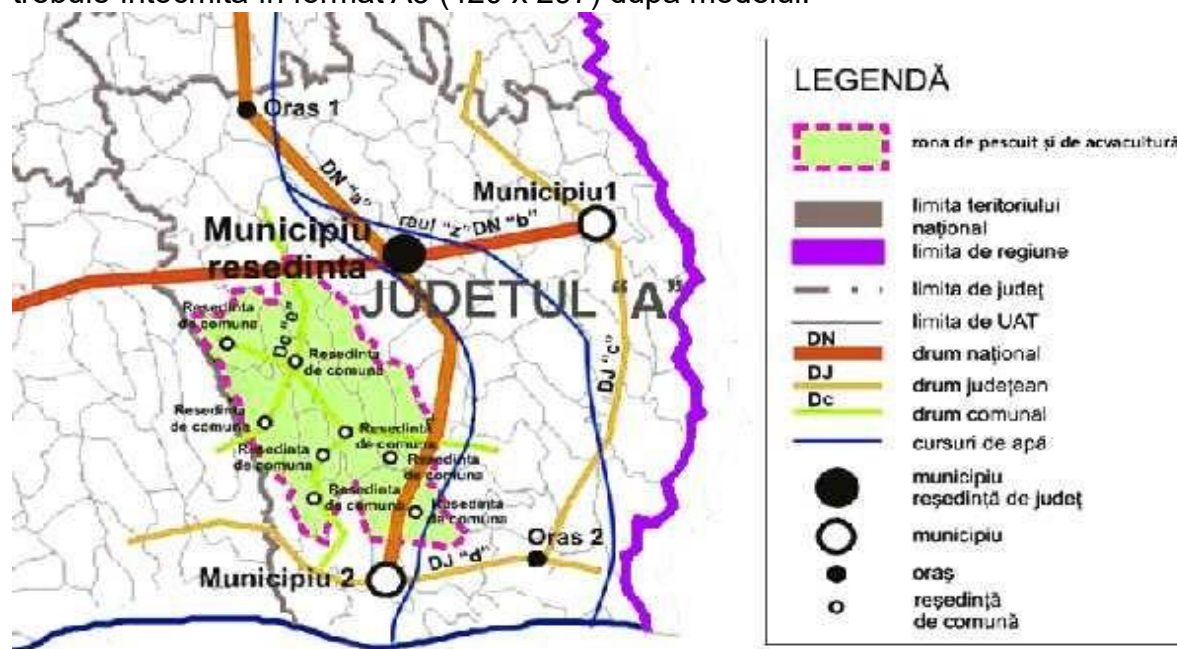 trebuie întocmită în format A3 (420 x 297) după modelul:
Oras 1
DN "a"
Municipiu1
raul "z" DN "b"
Municipiu
resedinta
JUDETUL "A"
Resedinta
de comuna
Dc "o"
Resedinta
de comună
DJ "c"
Resedinta
de comuna
Resedinta
de comuna
Resedinta
de comuna
Resedinta
de comuna
Resedinta
de comuna
Resedinta
de comuna
Oras 2
DJ "d"
Municipiu 2
LEGENDĂ
zona de pescuit și de acvacultură
limita teritoriului
național
limita de regiune
limita de județ
limita de UAT
DN
drum național
DJ
drum județean
Dc
drum comunal
cursuri de apă
municipiu
reședință de județ
municipiu
oraș
reședință
de comună